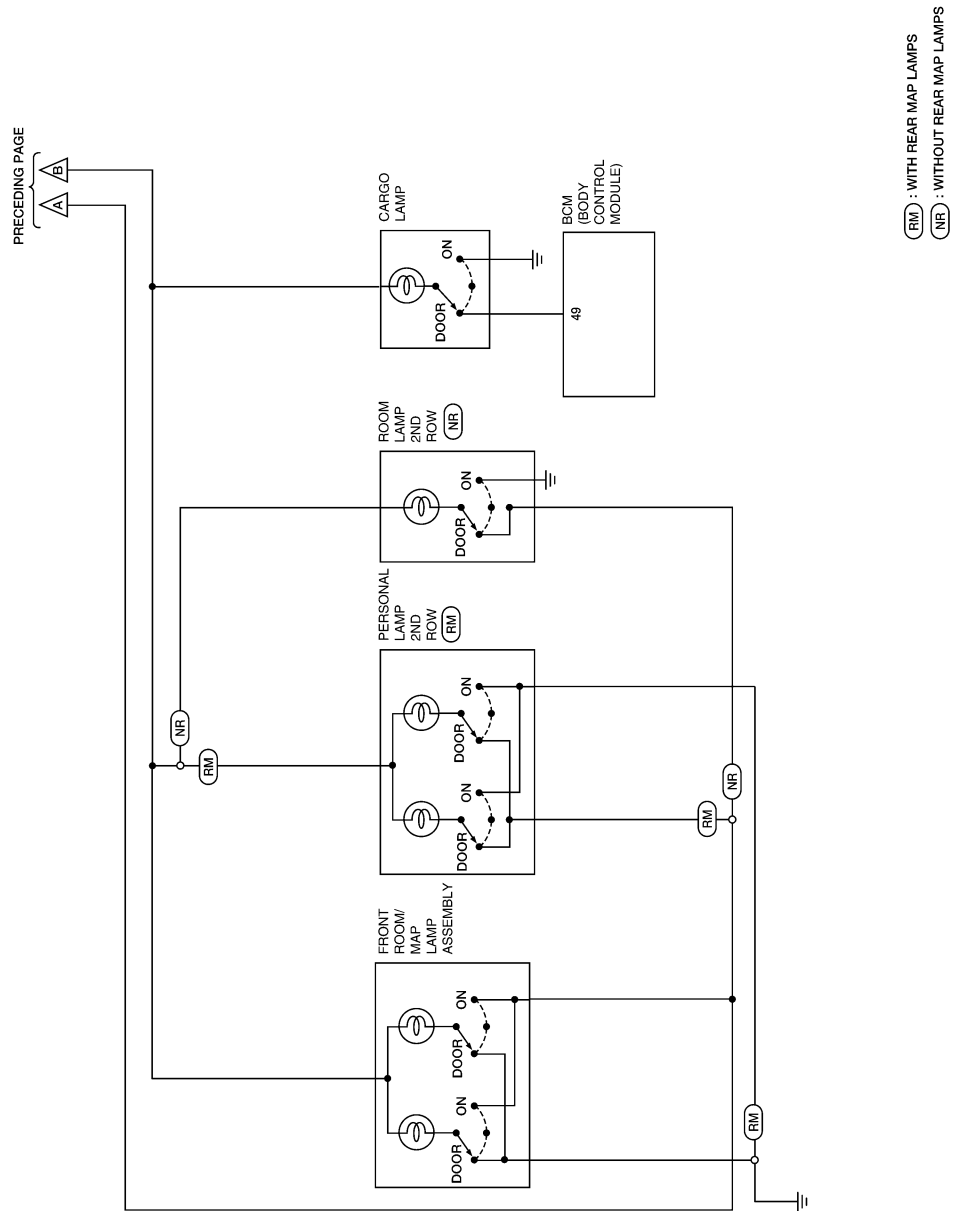 PRECEDING PAGE
A
B
FRONT
ROOM/
MAP
LAMP
ASSEMBLY
DOOR
ON
DOOR
ON
PERSONAL
LAMP
2ND
ROW
RM
DOOR
ON
DOOR
ON
ROOM
LAMP
2ND
ROW
NR
DOOR
ON
CARGO
LAMP
DOOR
ON
BCM
(BODY
CONTROL
MODULE)
49
NR
RM
RM
NR
RM
RM : WITH REAR MAP LAMPS
NR : WITHOUT REAR MAP LAMPS